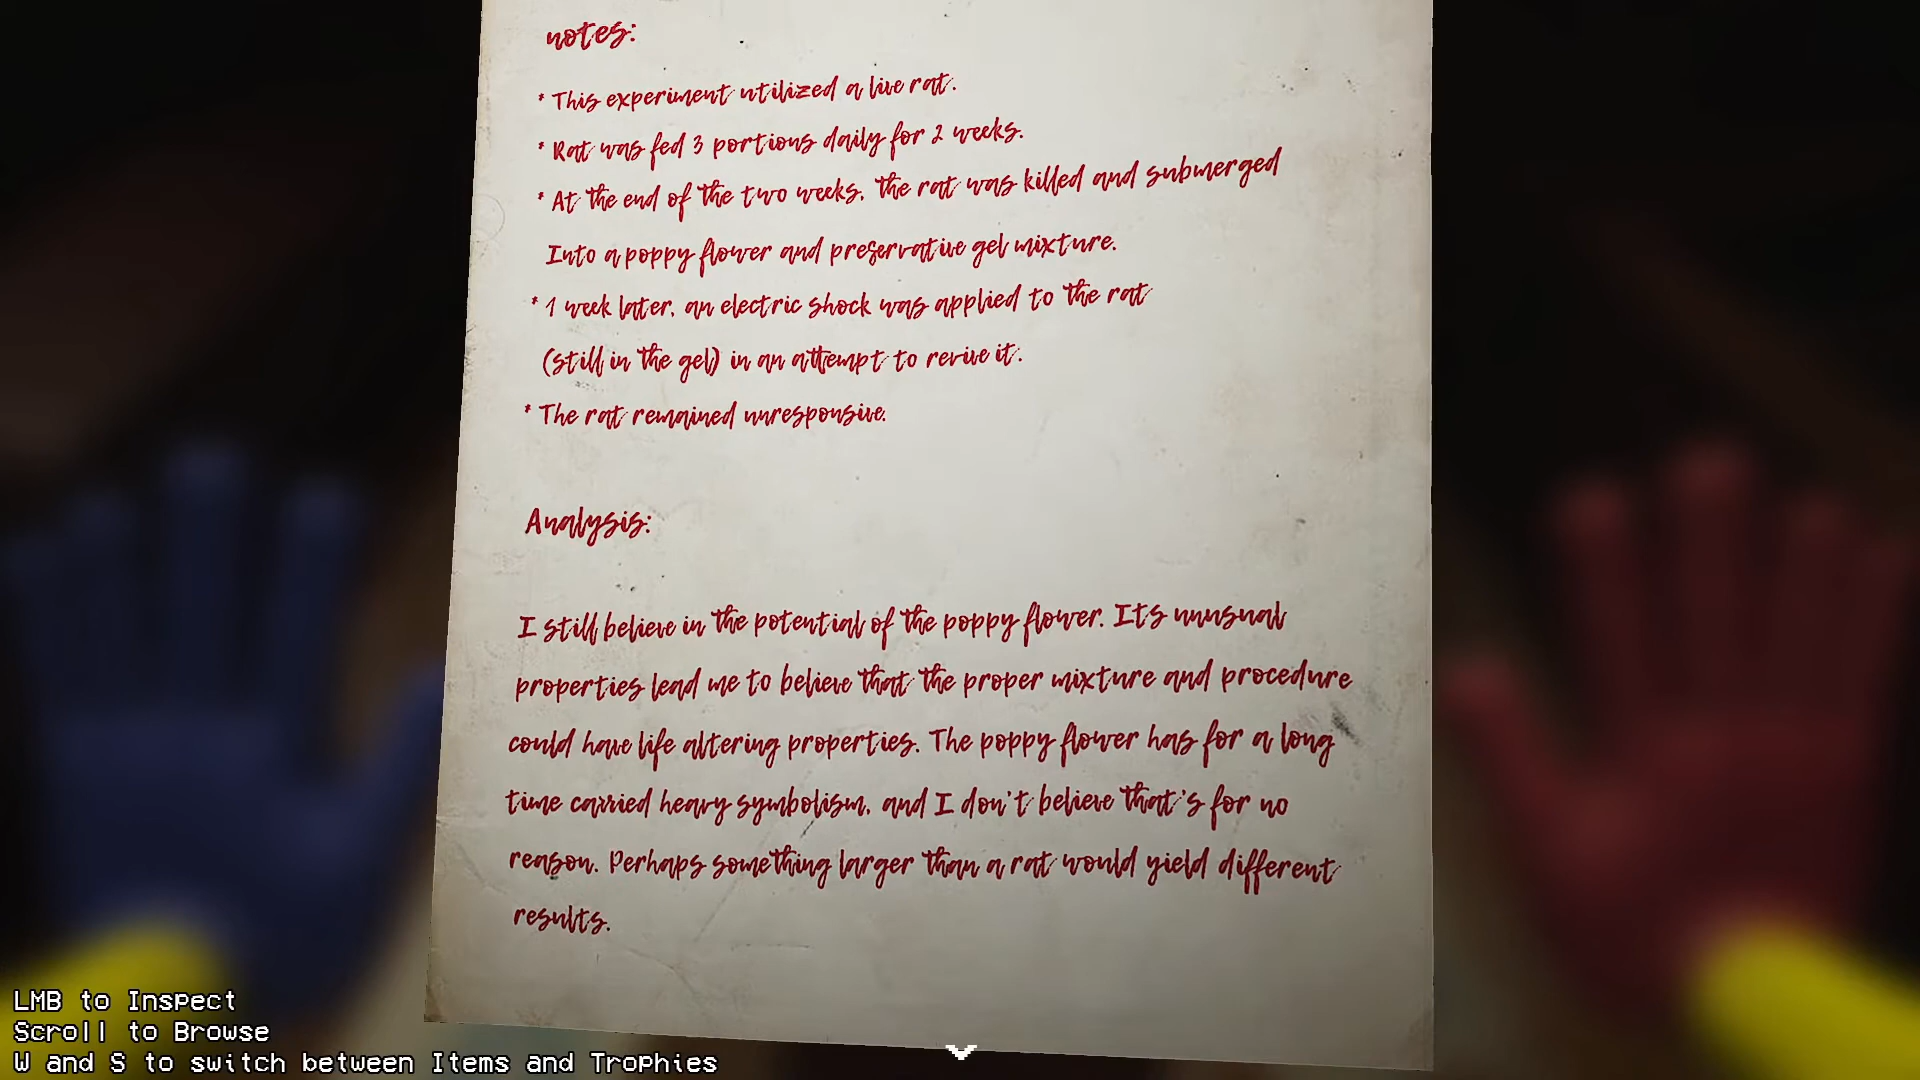 notes:
* This experiment utilized a live rat.
* Rat was fed 3 portions daily for 2 weeks.
* At the end of the two weeks, the rat was killed and submerged
Into a poppy flower and preservative gel mixture.
* 1 week later, an electric shock was applied to the rat
(still in the gel) in an attempt to revive it.
* The rat remained unresponsive.
Analysis:
I still believe in the potential of the poppy flower. Its unusual
properties lead me to believe that the proper mixture and procedure
could have life altering properties. The poppy flower has for a long
time carried heavy symbolism, and I don't believe that's for no
reason. Perhaps something larger than a rat would yield different
results.
LMB to Inspect
Scroll to Browse
W and S to switch between Items and Trophies